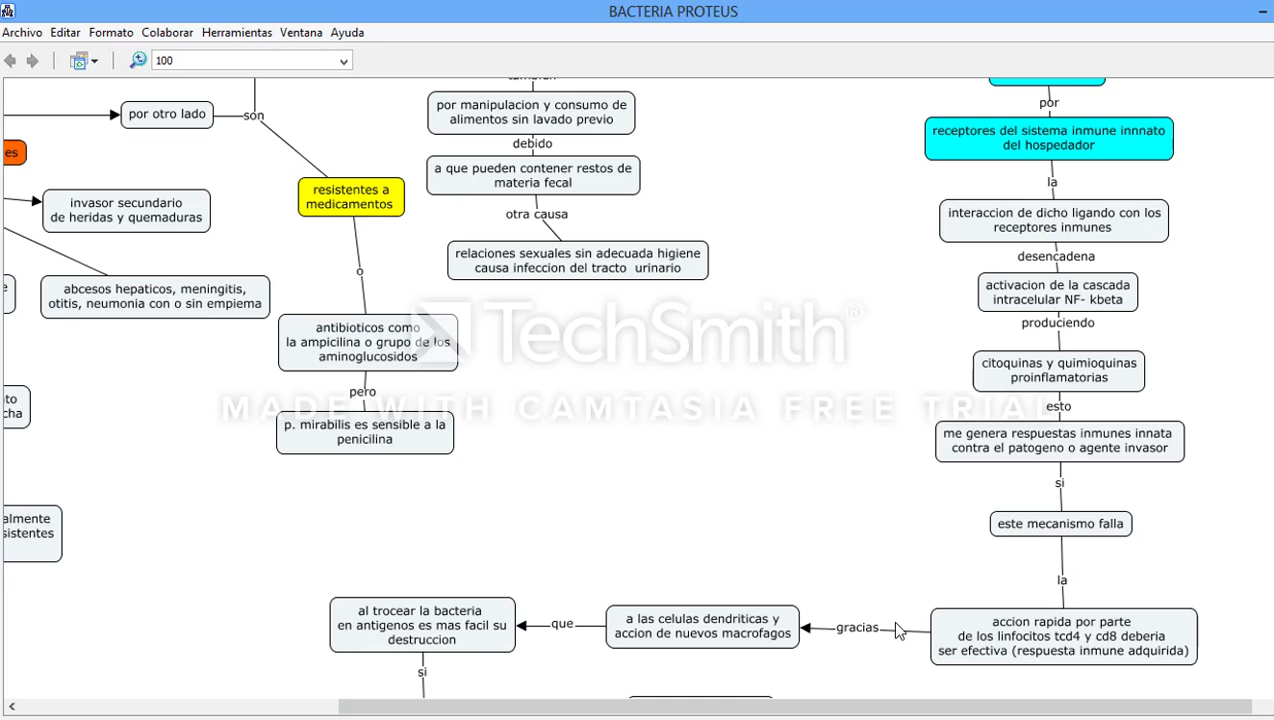 BACTERIA PROTEUS
Archivo Editar Formato Colaborar Herramientas Ventana Ayuda
100
por otro lado
son
es
invasor secundario
de heridas y quemaduras
resistentes a
medicamentos
abcesos hepaticos, meningitis,
otitis, neumonia con o sin empiema
o
antibioticos como
la ampicilina o grupo de los
aminoglucosidos
pero
p. mirabilis es sensible a la
penicilina
almente
sistentes
por manipulacion y consumo de
alimentos sin lavado previo
debido
a que pueden contener restos de
materia fecal
otra causa
relaciones sexuales sin adecuada higiene
causa infeccion del tracto urinario
por
receptores del sistema inmune innnato
del hospedador
la
interaccion de dicho ligando con los
receptores inmunes
desencadena
activacion de la cascada
intracelular NF- kbeta
produciendo
citoquinas y quimioquinas
proinflamatorias
esto
me genera respuestas inmunes innata
contra el patogeno o agente invasor
si
este mecanismo falla
la
accion rapida por parte
de los linfocitos tcd4 y cd8 deberia
ser efectiva (respuesta inmune adquirida)
gracias
a las celulas dendriticas y
accion de nuevos macrofagos
que
al trocear la bacteria
en antigenos es mas facil su
destruccion
si
TechSmith®
MADE WITH CAMTASIA FREE TRIAL